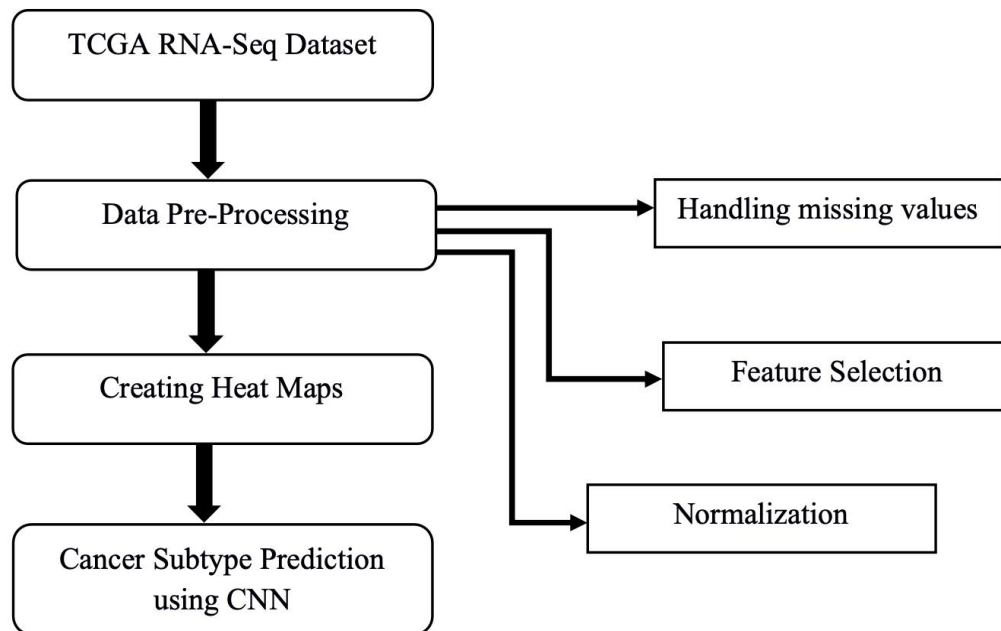 TCGA RNA-Seq Dataset
Data Pre-Processing
Handling missing values
Creating Heat Maps
Feature Selection
Normalization
Cancer Subtype Prediction
using CNN